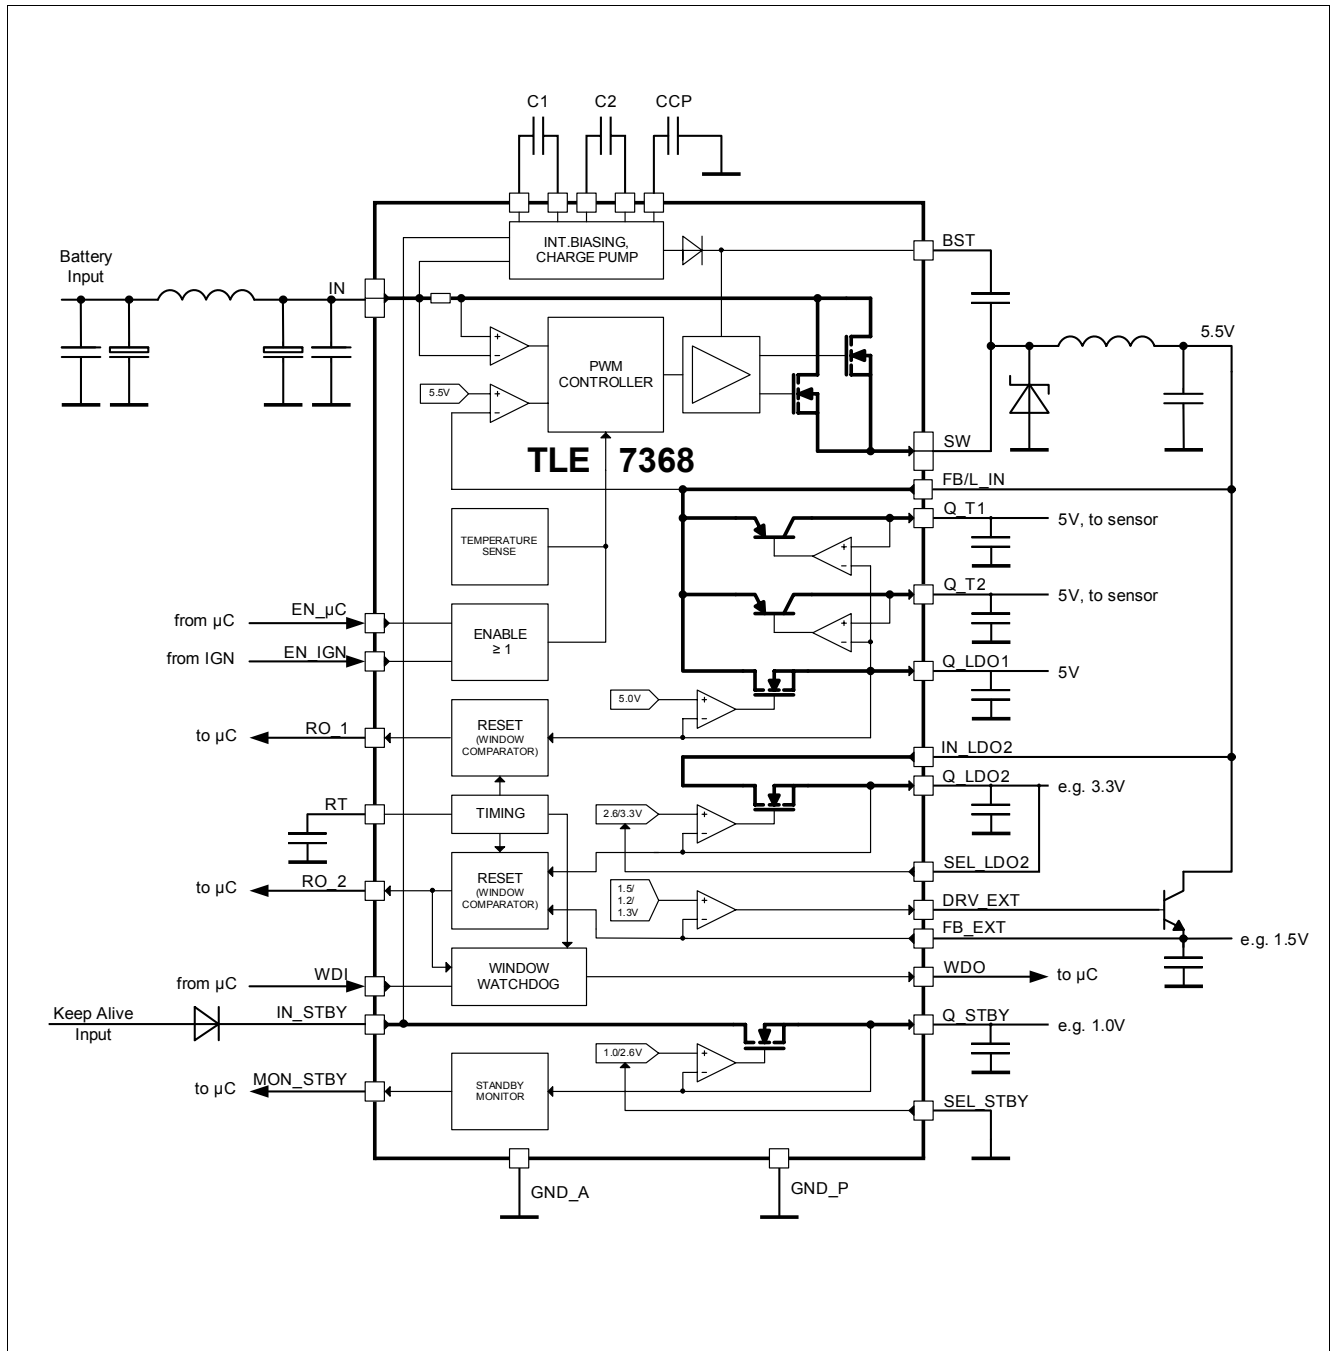 C1
C2
CCP
INT.BIASING,
CHARGE PUMP
BST
Battery
Input
IN
5.5V
PWM
CONTROLLER
5.5V
+
−
+
−
TLE 7368
SW
FB/L_IN
Q_T1
5V, to sensor
+
−
TEMPERATURE
SENSE
Q_T2
5V, to sensor
+
−
from µC
EN_µC
from IGN
EN_IGN
ENABLE
≥ 1
Q_LDO1
5V
5.0V
+
−
to µC
RO_1
RESET
(WINDOW
COMPARATOR)
IN_LDO2
Q_LDO2
e.g. 3.3V
RT
TIMING
2.6/3.3V
+
−
SEL_LDO2
to µC
RO_2
RESET
(WINDOW
COMPARATOR)
1.5/
1.2/
1.3V
+
−
DRV_EXT
FB_EXT
e.g. 1.5V
from µC
WDI
WINDOW
WATCHDOG
WDO
to µC
Keep Alive
Input
IN_STBY
Q_STBY
e.g. 1.0V
1.0/2.6V
+
−
to µC
MON_STBY
STANDBY
MONITOR
SEL_STBY
GND_A
GND_P